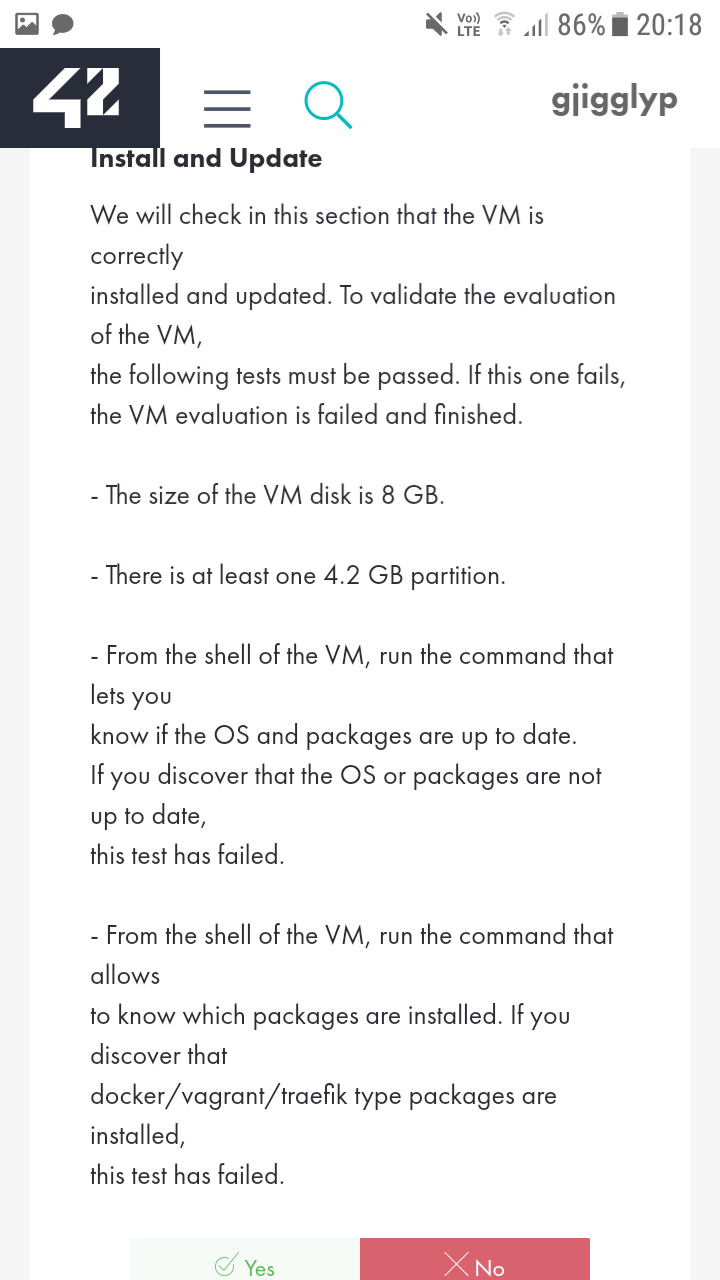 Vo))
LTE
86%
20:18
42
gjigglyp
Install and Update
We will check in this section that the VM is
correctly
installed and updated. To validate the evaluation
of the VM,
the following tests must be passed. If this one fails,
the VM evaluation is failed and finished.
- The size of the VM disk is 8 GB.
- There is at least one 4.2 GB partition.
- From the shell of the VM, run the command that
lets you
know if the OS and packages are up to date.
If you discover that the OS or packages are not
up to date,
this test has failed.
- From the shell of the VM, run the command that
allows
to know which packages are installed. If you
discover that
docker/vagrant/traefik type packages are
installed,
this test has failed.
Yes
No